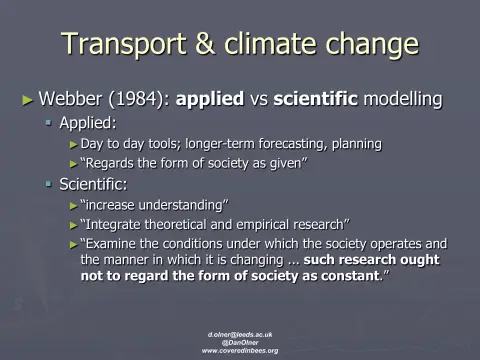 Transport & climate change
► Webber (1984): applied vs scientific modelling
▪ Applied:
► Day to day tools; longer-term forecasting, planning
► “Regards the form of society as given”
▪ Scientific:
► “increase understanding”
► “Integrate theoretical and empirical research”
► “Examine the conditions under which the society operates and
the manner in which it is changing ... such research ought
not to regard the form of society as constant.”
d.olner@leeds.ac.uk
@DanOlner
www.coveredinbees.org